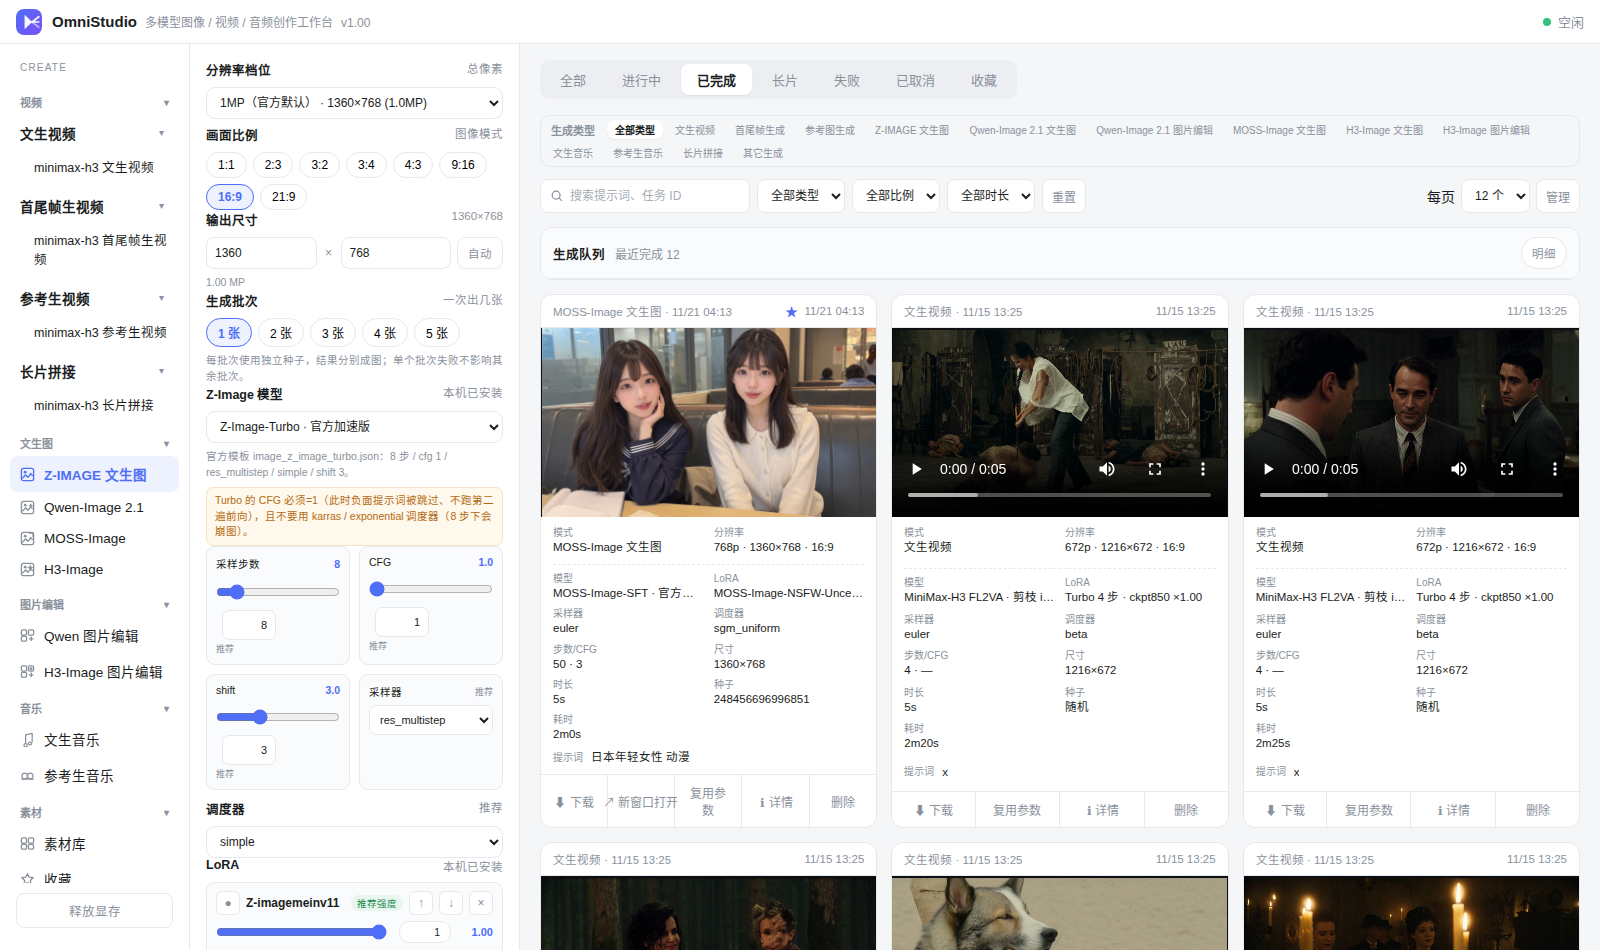 OmniStudio 多模型图像 / 视频 / 音频创作工作台 v1.00
空闲
CREATE
视频
文生视频
minimax-h3 文生视频
首尾帧生视频
minimax-h3 首尾帧生视
频
参考生视频
minimax-h3 参考生视频
长片拼接
minimax-h3 长片拼接
文生图
Z-IMAGE 文生图
Qwen-Image 2.1
MOSS-Image
H3-Image
图片编辑
Qwen 图片编辑
H3-Image 图片编辑
音乐
文生音乐
参考生音乐
素材
素材库
收藏
释放显存
分辨率档位 总像素
1MP（官方默认） · 1360×768 (1.0MP)
画面比例 图像模式
1:1 2:3 3:2 3:4 4:3 9:16
16:9 21:9
输出尺寸 1360×768
1360 × 768 自动
1.00 MP
生成批次 一次出几张
1 张 2 张 3 张 4 张 5 张
每批次使用独立种子，结果分别成图；单个批次失败不影响其
余批次。
Z-Image 模型 本机已安装
Z-Image-Turbo · 官方加速版
官方模板 image_z_image_turbo.json：8 步 / cfg 1 /
res_multistep / simple / shift 3。
Turbo 的 CFG 必须=1（此时负面提示词被跳过、不跑第二
遍前向），且不要用 karras / exponential 调度器（8 步下会
崩图）。
采样步数 8
8
推荐
CFG 1.0
1
推荐
shift 3.0
3
推荐
采样器 推荐
res_multistep
调度器 推荐
simple
LoRA 本机已安装
Z-imagemeinv11 推荐强度 ↑ ↓ ×
1 1.00
全部 进行中 已完成 长片 失败 已取消 收藏
生成类型 全部类型 文生视频 首尾帧生成 参考图生成 Z-IMAGE 文生图 Qwen-Image 2.1 文生图 Qwen-Image 2.1 图片编辑 MOSS-Image 文生图 H3-Image 文生图 H3-Image 图片编辑
文生音乐 参考生音乐 长片拼接 其它生成
搜索提示词、任务 ID 全部类型 全部比例 全部时长 重置 每页 12 个 管理
生成队列 最近完成 12 明细
MOSS-Image 文生图 · 11/21 04:13 ★ 11/21 04:13
模式 分辨率
MOSS-Image 文生图 768p · 1360×768 · 16:9
模型 LoRA
MOSS-Image-SFT · 官方… MOSS-Image-NSFW-Unce…
采样器 调度器
euler sgm_uniform
步数/CFG 尺寸
50 · 3 1360×768
时长 种子
5s 248456696996851
耗时
2m0s
提示词 日本年轻女性 动漫
⬇ 下载 ↗ 新窗口打开 复用参
数 ℹ 详情 删除
文生视频 · 11/15 13:25 11/15 13:25
0:00 / 0:05
模式 分辨率
文生视频 672p · 1216×672 · 16:9
模型 LoRA
MiniMax-H3 FL2VA · 剪枝 i… Turbo 4 步 · ckpt850 ×1.00
采样器 调度器
euler beta
步数/CFG 尺寸
4 · — 1216×672
时长 种子
5s 随机
耗时
2m20s
提示词 x
⬇ 下载 复用参数 ℹ 详情 删除
文生视频 · 11/15 13:25 11/15 13:25
0:00 / 0:05
模式 分辨率
文生视频 672p · 1216×672 · 16:9
模型 LoRA
MiniMax-H3 FL2VA · 剪枝 i… Turbo 4 步 · ckpt850 ×1.00
采样器 调度器
euler beta
步数/CFG 尺寸
4 · — 1216×672
时长 种子
5s 随机
耗时
2m25s
提示词 x
⬇ 下载 复用参数 ℹ 详情 删除
文生视频 · 11/15 13:25 11/15 13:25
文生视频 · 11/15 13:25 11/15 13:25
文生视频 · 11/15 13:25 11/15 13:25